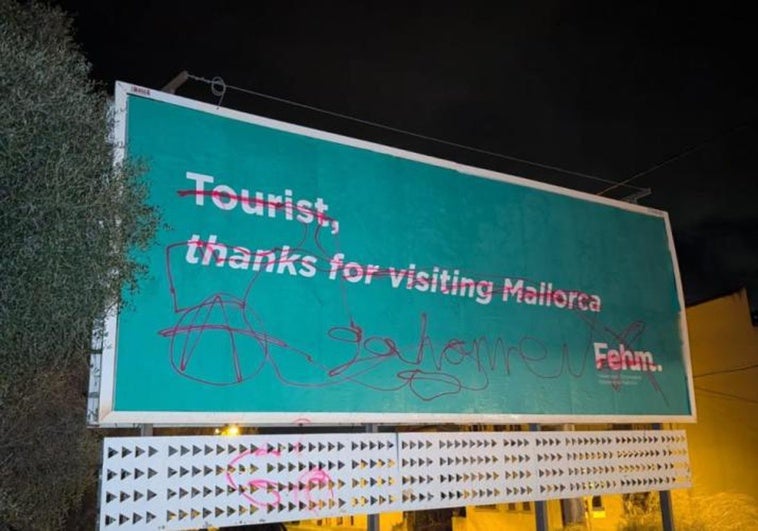 Tourist,
thanks for visiting Mallorca
go home
Fehm.